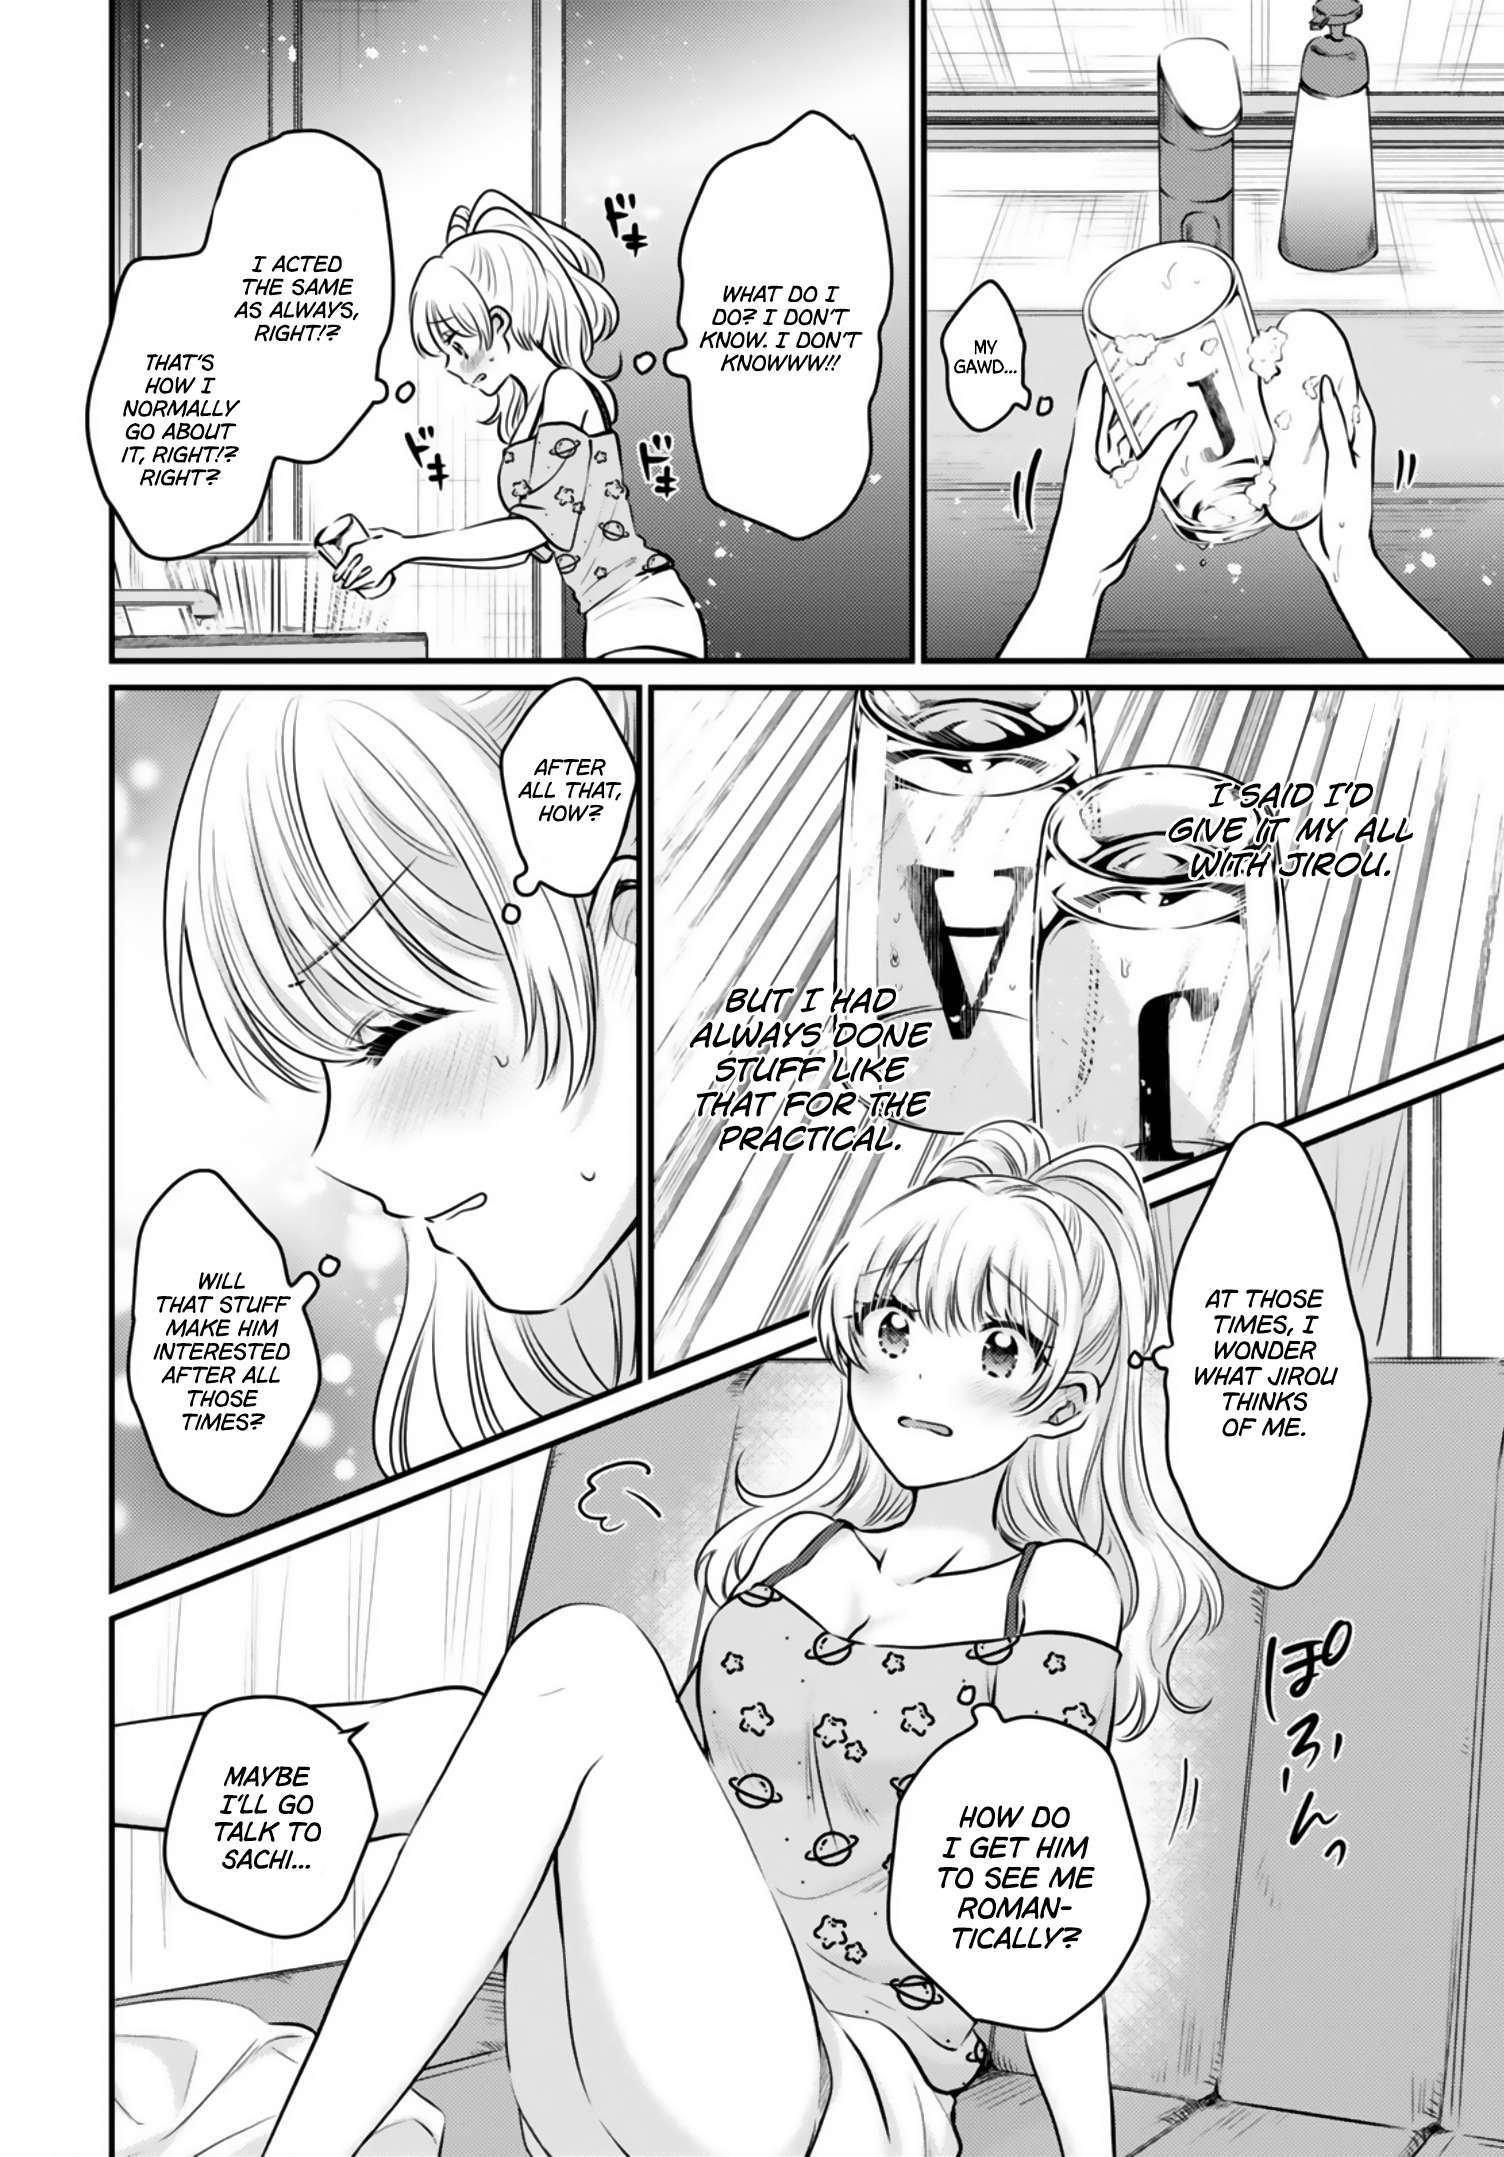 MY
GAWD...
J
WHAT DO I
DO? I DON'T
KNOW. I DON'T
KNOWWW!!!
ドキ
ドキ
ドキ
I ACTED
THE SAME
AS ALWAYS,
RIGHT!?
THAT'S
HOW I
NORMALLY
GO ABOUT
IT, RIGHT!?
RIGHT?
I SAID I'D
GIVE IT MY ALL
WITH JIROU.
A
J
BUT I HAD
ALWAYS DONE
STUFF LIKE
THAT FOR THE
PRACTICAL.
AFTER
ALL THAT,
HOW?
WILL
THAT STUFF
MAKE HIM
INTERESTED
AFTER ALL
THOSE
TIMES?
AT THOSE
TIMES, I
WONDER
WHAT JIROU
THINKS
OF ME.
ぽふんっ
HOW DO
I GET HIM
TO SEE ME
ROMAN-
TICALLY?
MAYBE
I'LL GO
TALK TO
SACHI...